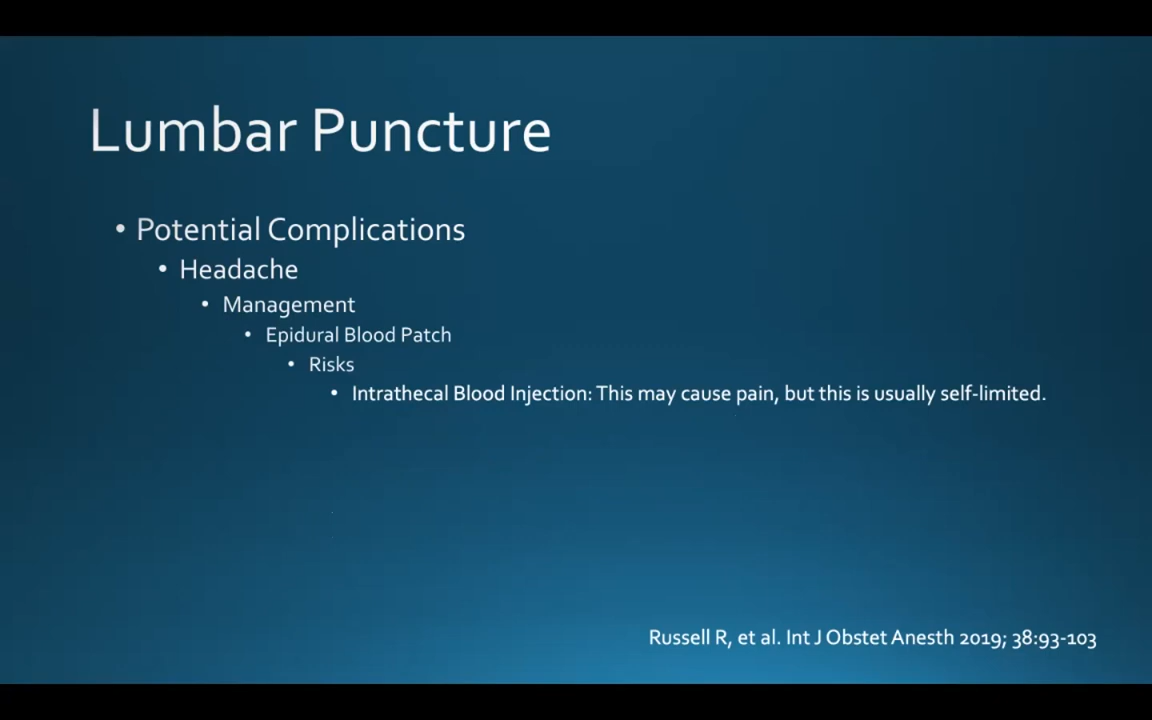 Lumbar Puncture
• Potential Complications
• Headache
• Management
• Epidural Blood Patch
• Risks
• Intrathecal Blood Injection: This may cause pain, but this is usually self-limited.
Russell R, et al. Int J Obstet Anesth 2019; 38:93-103